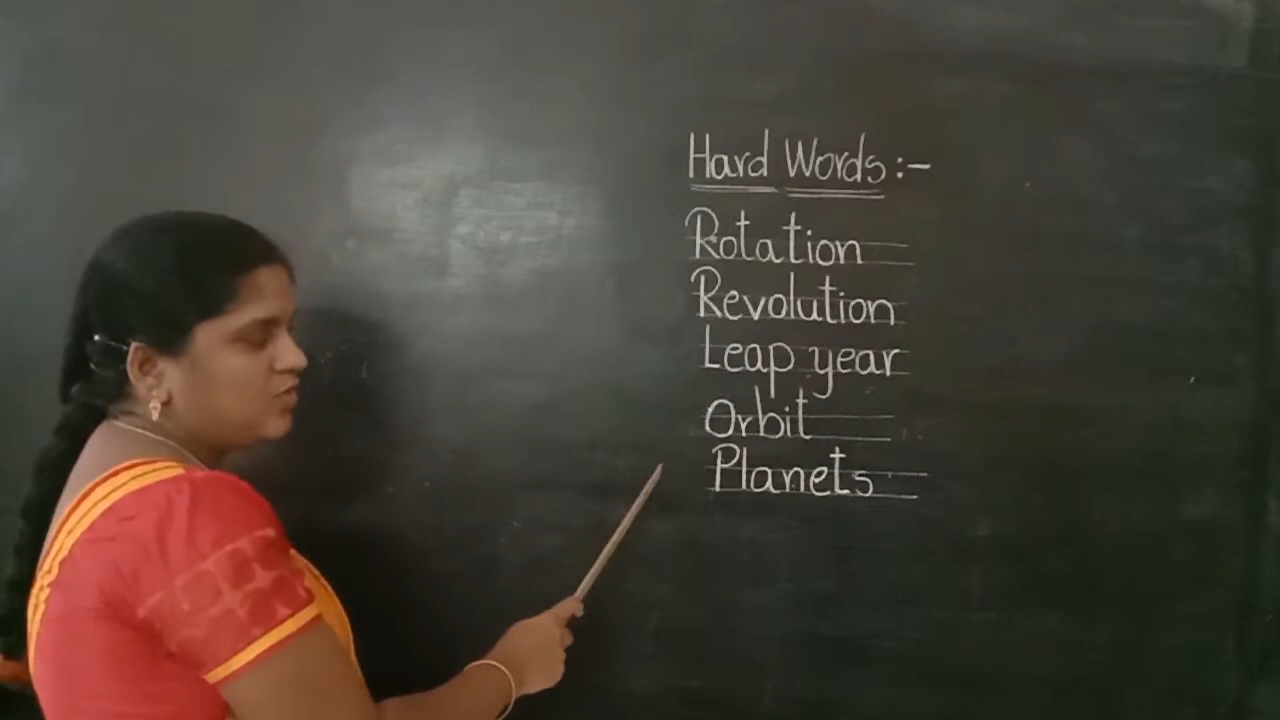 Hard Words :-
Rotation
Revolution
Leap year
Orbit
Planets